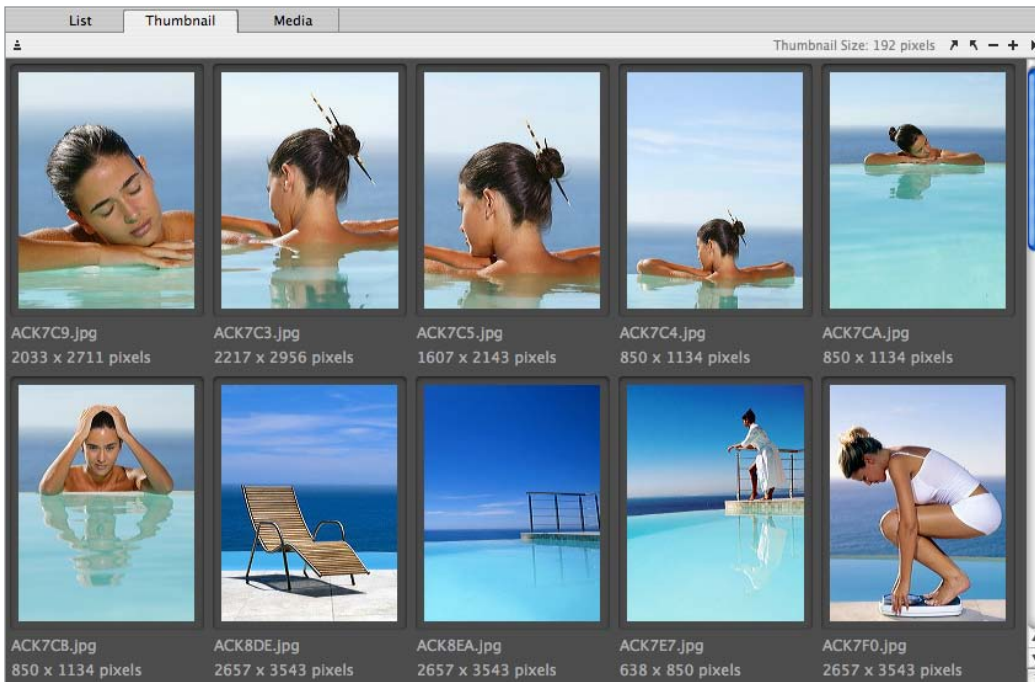 List Thumbnail Media
Thumbnail Size: 192 pixels
ACK7C9.jpg ACK7C3.jpg ACK7C5.jpg ACK7C4.jpg ACK7CA.jpg
2033 x 2711 pixels 2217 x 2956 pixels 1607 x 2143 pixels 850 x 1134 pixels 850 x 1134 pixels
ACK7CB.jpg ACK8DE.jpg ACK8EA.jpg ACK7E7.jpg ACK7F0.jpg
850 x 1134 pixels 2657 x 3543 pixels 2657 x 3543 pixels 638 x 850 pixels 2657 x 3543 pixels